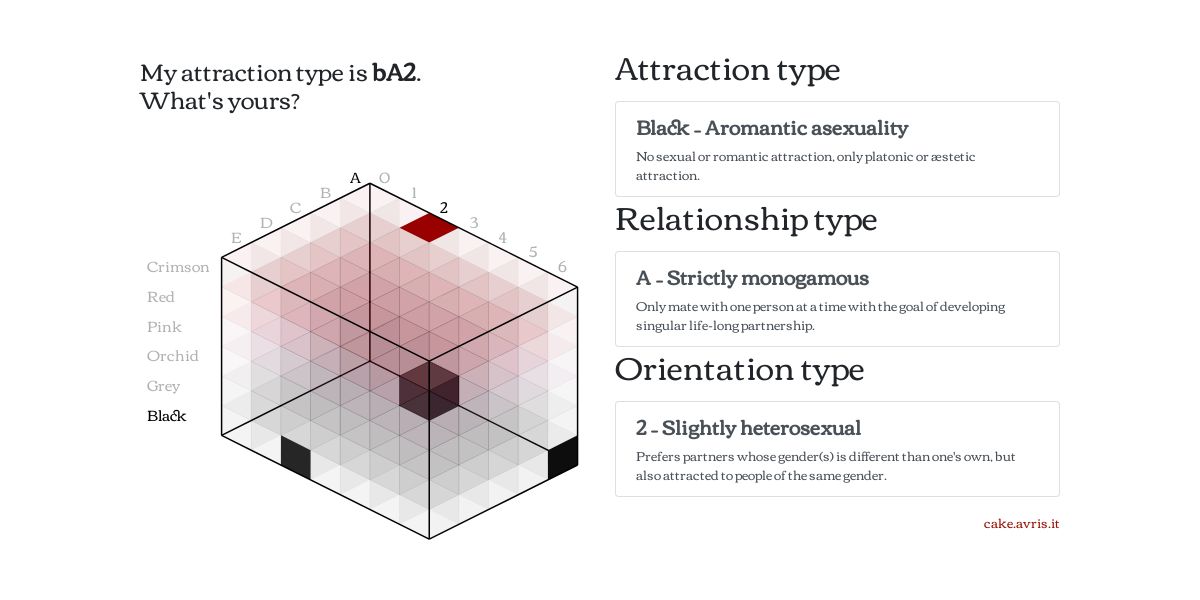 My attraction type is bA2.
What's yours?
A
O
B
1
C
2
D
3
E
4
5
6
Crimson
Red
Pink
Orchid
Grey
Black
Attraction type
Black – Aromantic asexuality
No sexual or romantic attraction, only platonic or æstetic
attraction.
Relationship type
A – Strictly monogamous
Only mate with one person at a time with the goal of developing
singular life-long partnership.
Orientation type
2 – Slightly heterosexual
Prefers partners whose gender(s) is different than one's own, but
also attracted to people of the same gender.
cake.avris.it